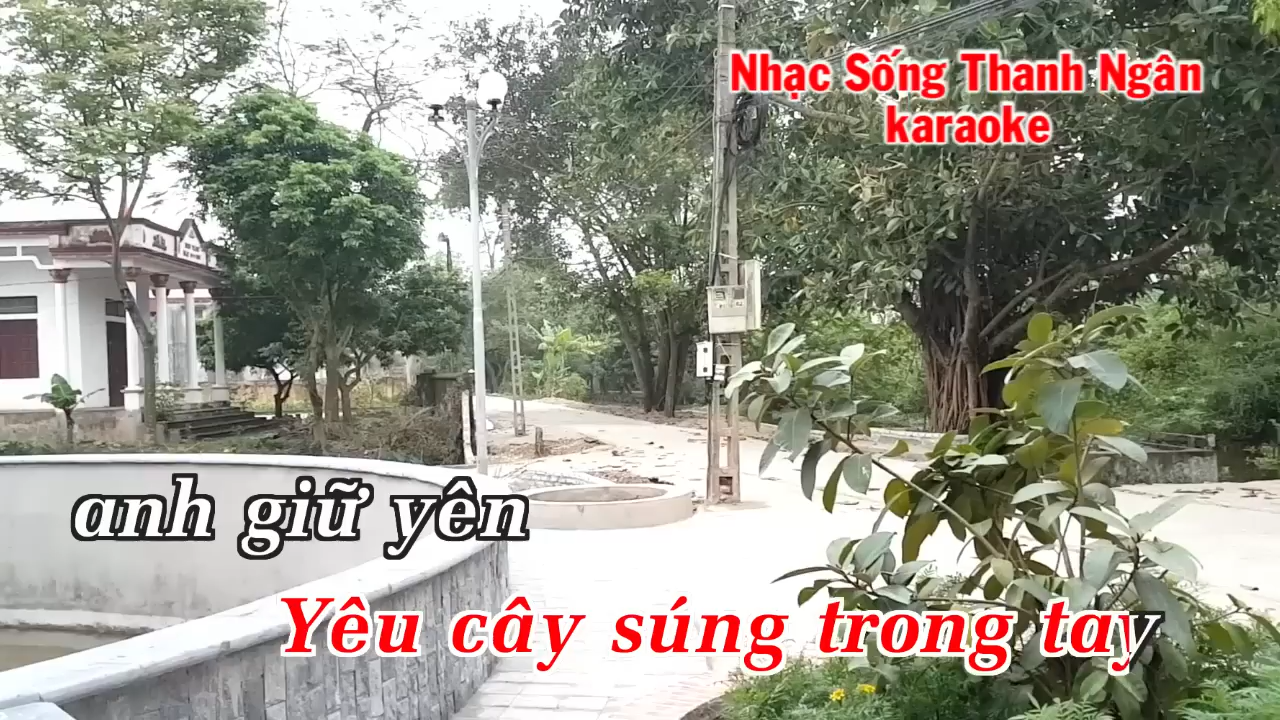 Nhạc Sống Thanh Ngân
karaoke
anh giữ yên
Yêu cây súng trong tay